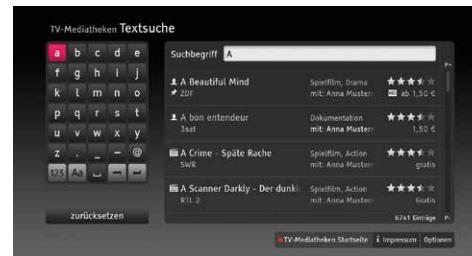 TV-Mediatheken Textsuche
a b c d e
f g h i j
k l m n o
p q r s t
u v w x y
z . _ - @
123 Aa
zurücksetzen
Suchbegriff A
A Beautiful Mind Spielfilm, Drama
ZDF mit: Anna Muster ab 1,50 €
A bon entendeur Dokumentation
3sat mit: Anna Muster 1,50 €
A Crime - Späte Rache Spielfilm, Action
SWR mit: Anna Muster gratis
A Scanner Darkly - Der dunkl Spielfilm, Action
RTL 2 mit: Anna Muster Gratis
6741 Einträge
P+
P-
TV-Mediatheken Startseite i Impressum Optionen